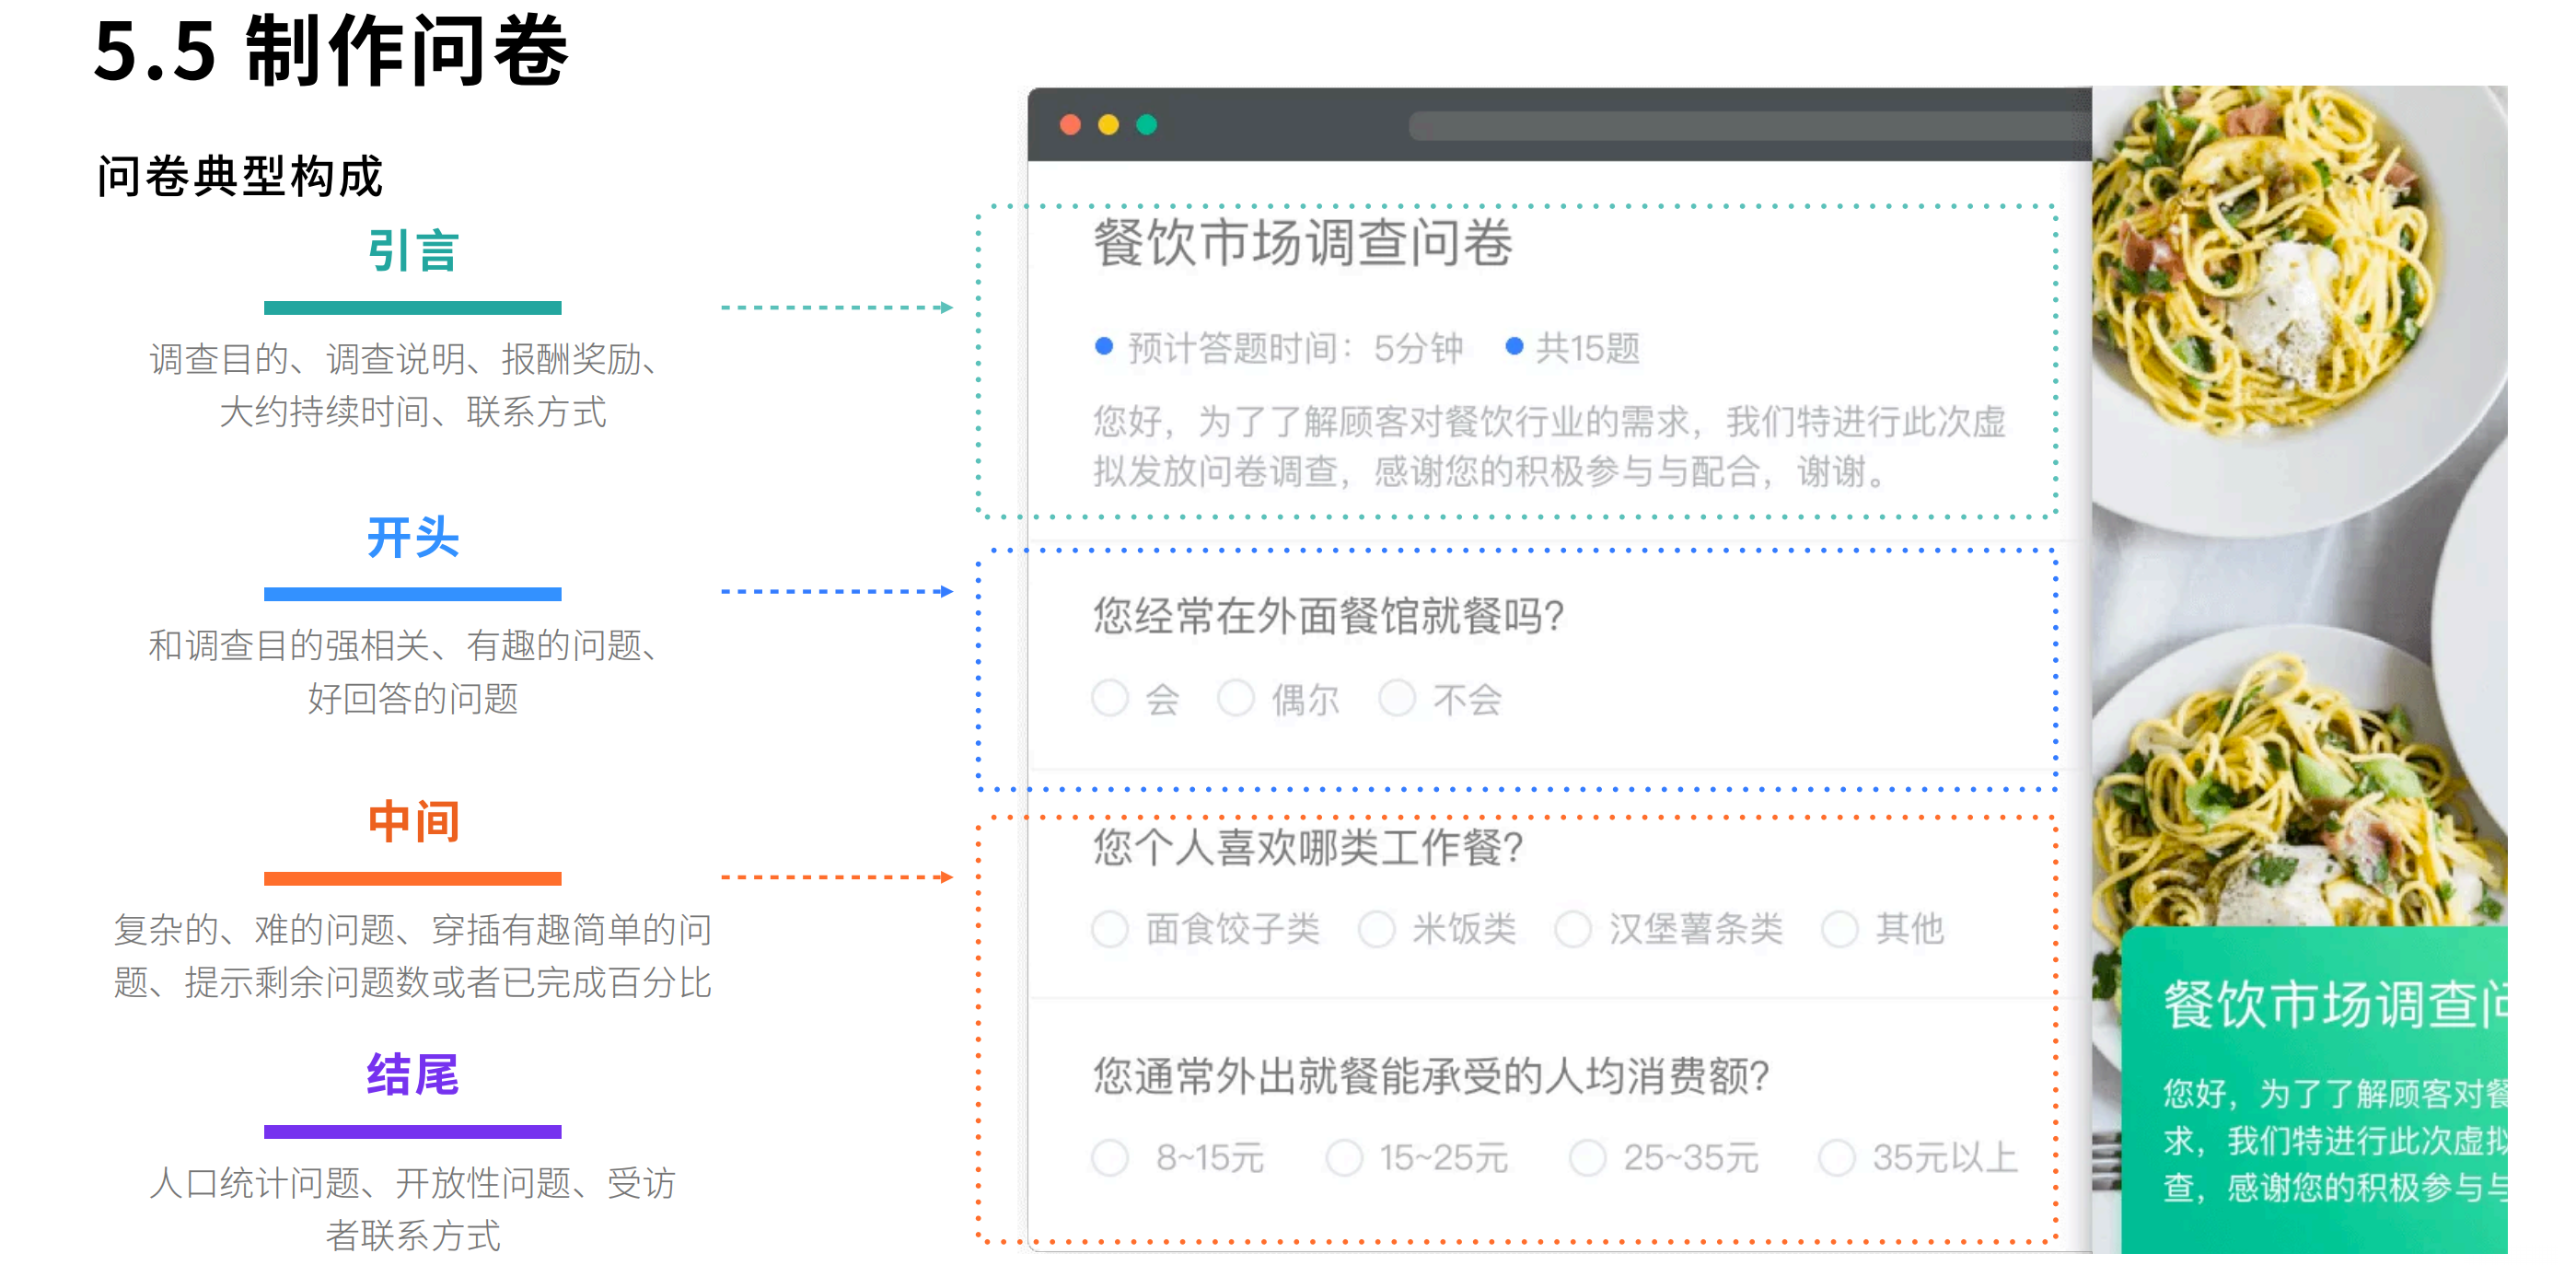 5.5 制作问卷
问卷典型构成
引言
调查目的、调查说明、报酬奖励、
大约持续时间、联系方式
开头
和调查目的强相关、有趣的问题、
好回答的问题
中间
复杂的、难的问题、穿插有趣简单的问
题、提示剩余问题数或者已完成百分比
结尾
人口统计问题、开放性问题、受访
者联系方式
餐饮市场调查问卷
预计答题时间：5分钟 共15题
您好，为了了解顾客对餐饮行业的需求，我们特进行此次虚
拟发放问卷调查，感谢您的积极参与与配合，谢谢。
您经常在外面餐馆就餐吗?
会 偶尔 不会
您个人喜欢哪类工作餐?
面食饺子类 米饭类 汉堡薯条类 其他
您通常外出就餐能承受的人均消费额?
8~15元 15~25元 25~35元 35元以上
餐饮市场调查问
您好，为了了解顾客对餐
求，我们特进行此次虚拟
查，感谢您的积极参与与